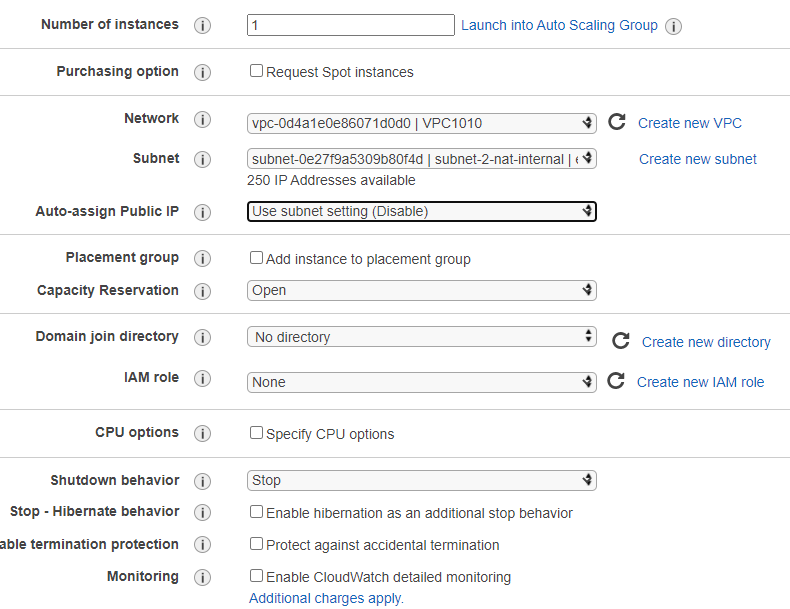 Number of instances i 1 Launch into Auto Scaling Group i
Purchasing option i Request Spot instances
Network i vpc-0d4a1e0e86071d0d0 | VPC1010 Create new VPC
Subnet i subnet-0e27f9a5309b80f4d | subnet-2-nat-internal | Create new subnet
250 IP Addresses available
Auto-assign Public IP i Use subnet setting (Disable)
Placement group i Add instance to placement group
Capacity Reservation i Open
Domain join directory i No directory Create new directory
IAM role i None Create new IAM role
CPU options i Specify CPU options
Shutdown behavior i Stop
Stop - Hibernate behavior i Enable hibernation as an additional stop behavior
able termination protection i Protect against accidental termination
Monitoring i Enable CloudWatch detailed monitoring
Additional charges apply.